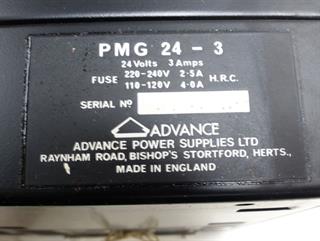 PMG 24 - 3
24 Volts 3 Amps
FUSE 220-240V 2·5A H.R.C.
110-120V 4·0A
SERIAL Nº
ADVANCE
ADVANCE POWER SUPPLIES LTD
RAYNHAM ROAD, BISHOP'S STORTFORD, HERTS.,
MADE IN ENGLAND